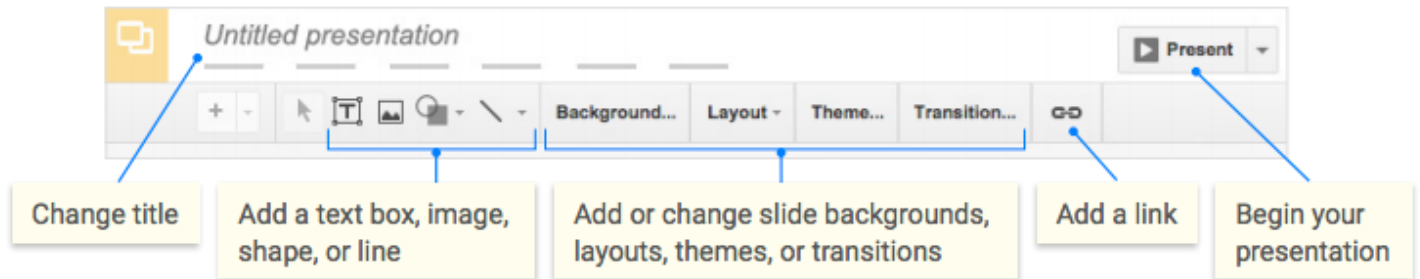 Untitled presentation
Present
T
Background...
Layout
Theme...
Transition...
Change title
Add a text box, image,
shape, or line
Add or change slide backgrounds,
layouts, themes, or transitions
Add a link
Begin your
presentation